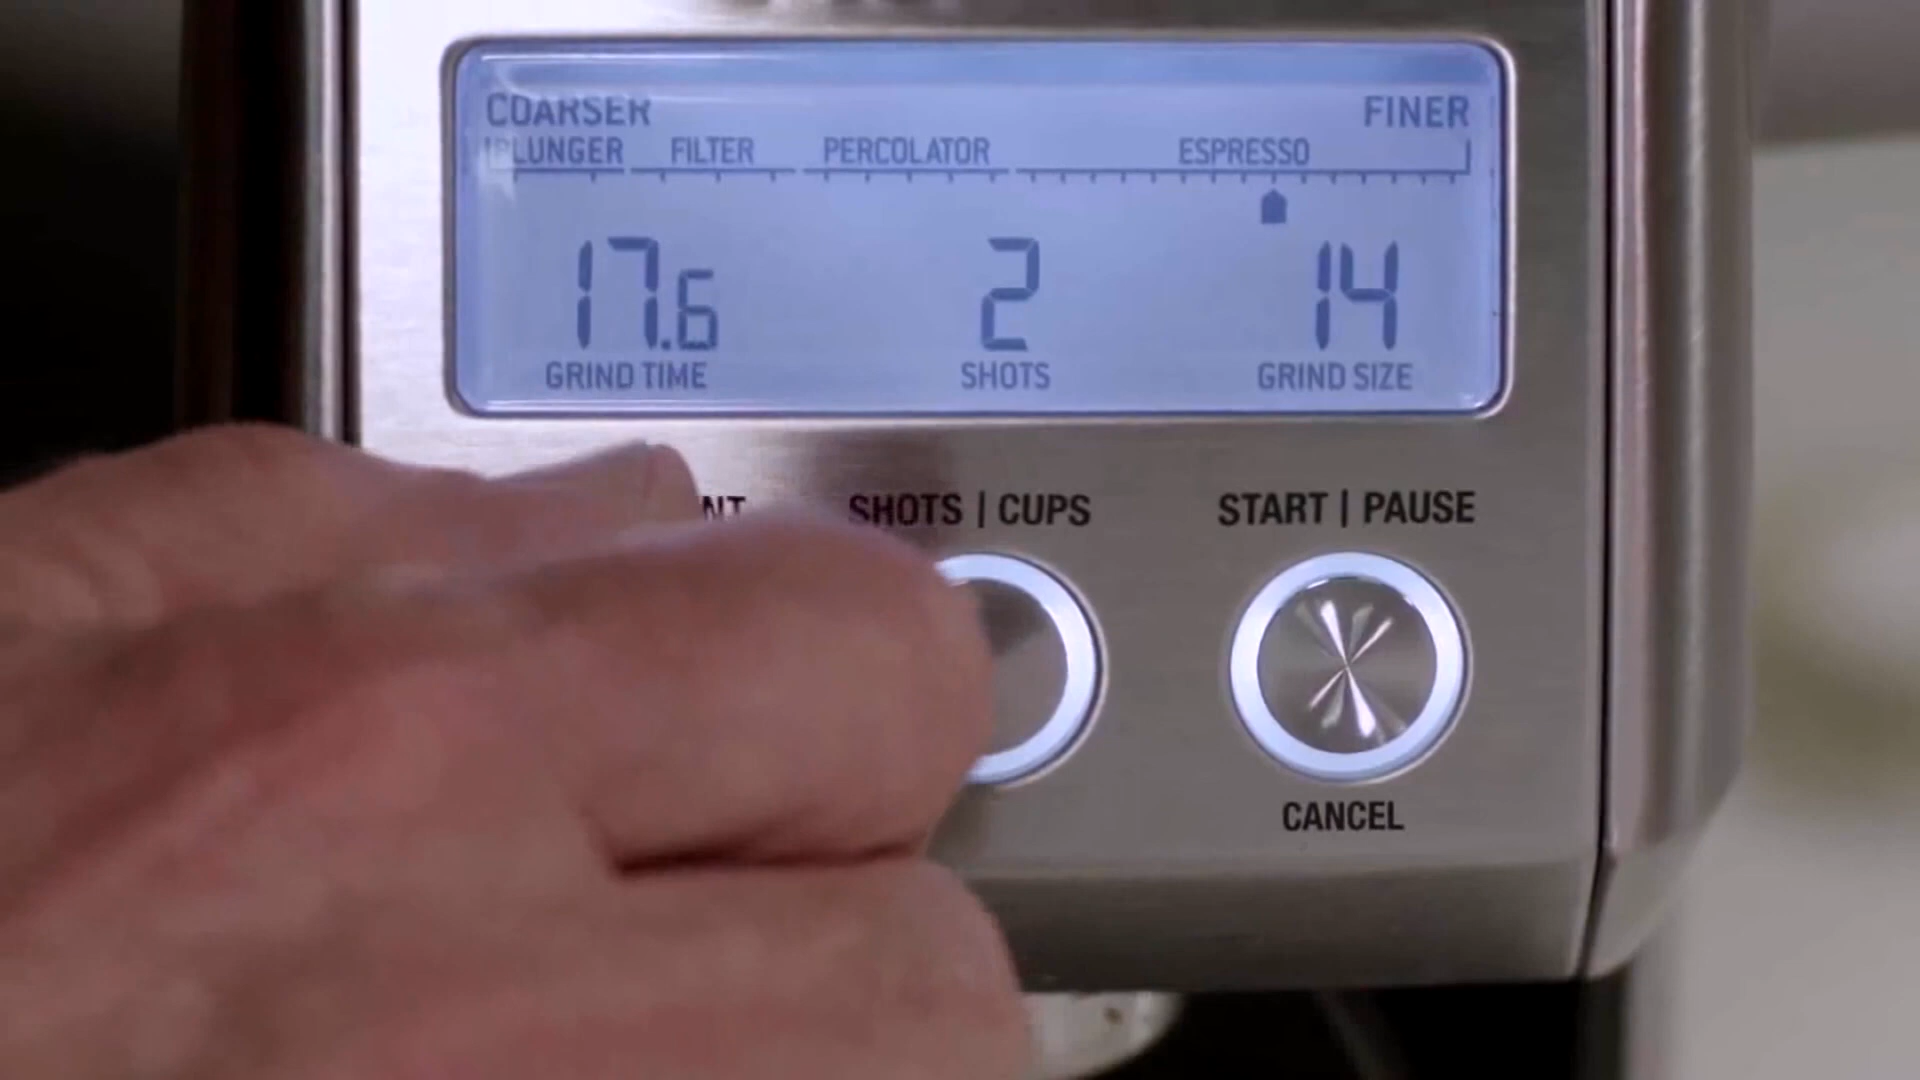 COARSER FINER
PLUNGER FILTER PERCOLATOR ESPRESSO
17.6 2 14
GRIND TIME SHOTS GRIND SIZE
SHOTS | CUPS START | PAUSE
CANCEL